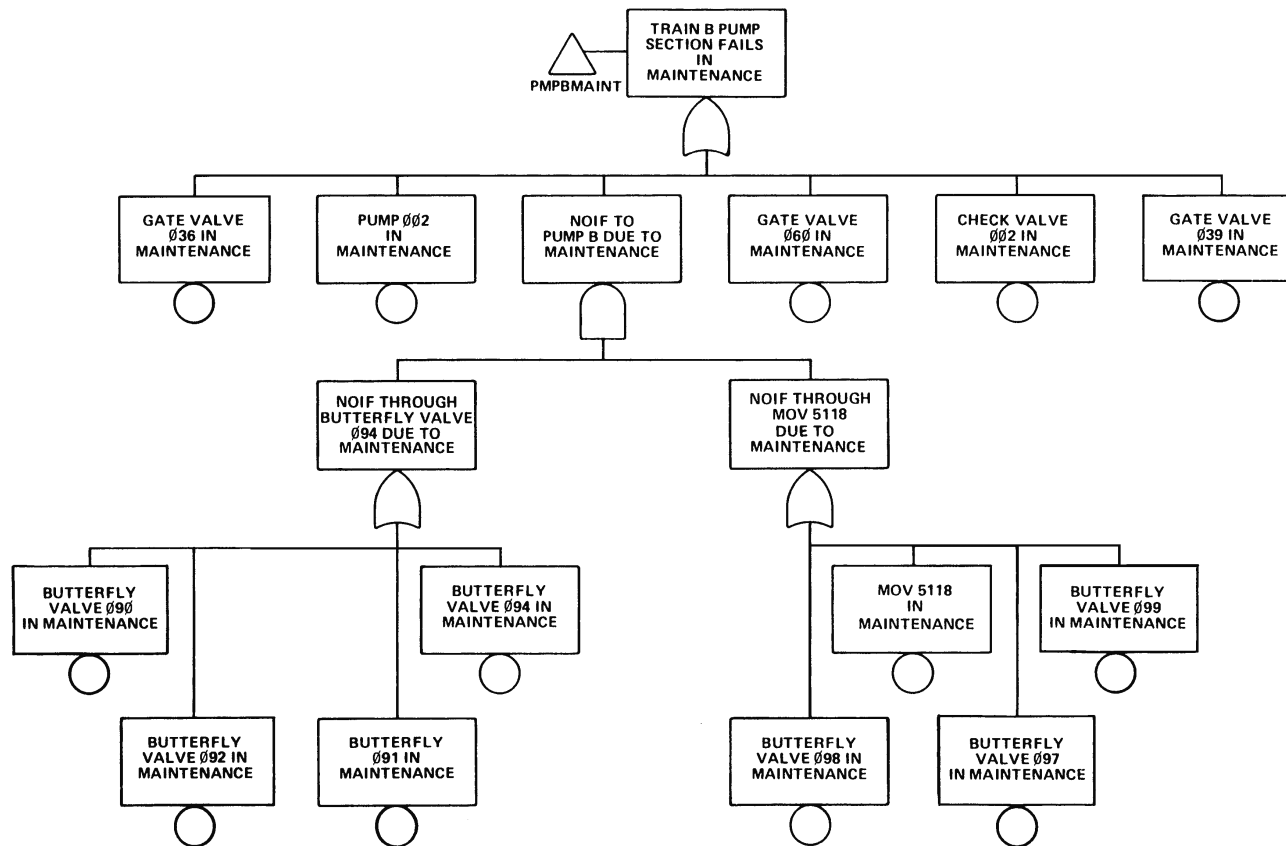 TRAIN B PUMP
SECTION FAILS
IN
MAINTENANCE
PMPBMAINT
GATE VALVE
Ø36 IN
MAINTENANCE
PUMP ØØ2
IN
MAINTENANCE
NOIF TO
PUMP B DUE TO
MAINTENANCE
GATE VALVE
Ø6Ø IN
MAINTENANCE
CHECK VALVE
ØØ2 IN
MAINTENANCE
GATE VALVE
Ø39 IN
MAINTENANCE
NOIF THROUGH
BUTTERFLY VALVE
Ø94 DUE TO
MAINTENANCE
NOIF THROUGH
MOV 5118
DUE TO
MAINTENANCE
BUTTERFLY
VALVE Ø9Ø
IN MAINTENANCE
BUTTERFLY
VALVE Ø94 IN
MAINTENANCE
MOV 5118
IN
MAINTENANCE
BUTTERFLY
VALVE Ø99
IN MAINTENANCE
BUTTERFLY
VALVE Ø92 IN
MAINTENANCE
BUTTERFLY
Ø91 IN
MAINTENANCE
BUTTERFLY
VALVE Ø98 IN
MAINTENANCE
BUTTERFLY
VALVE Ø97
IN MAINTENANCE